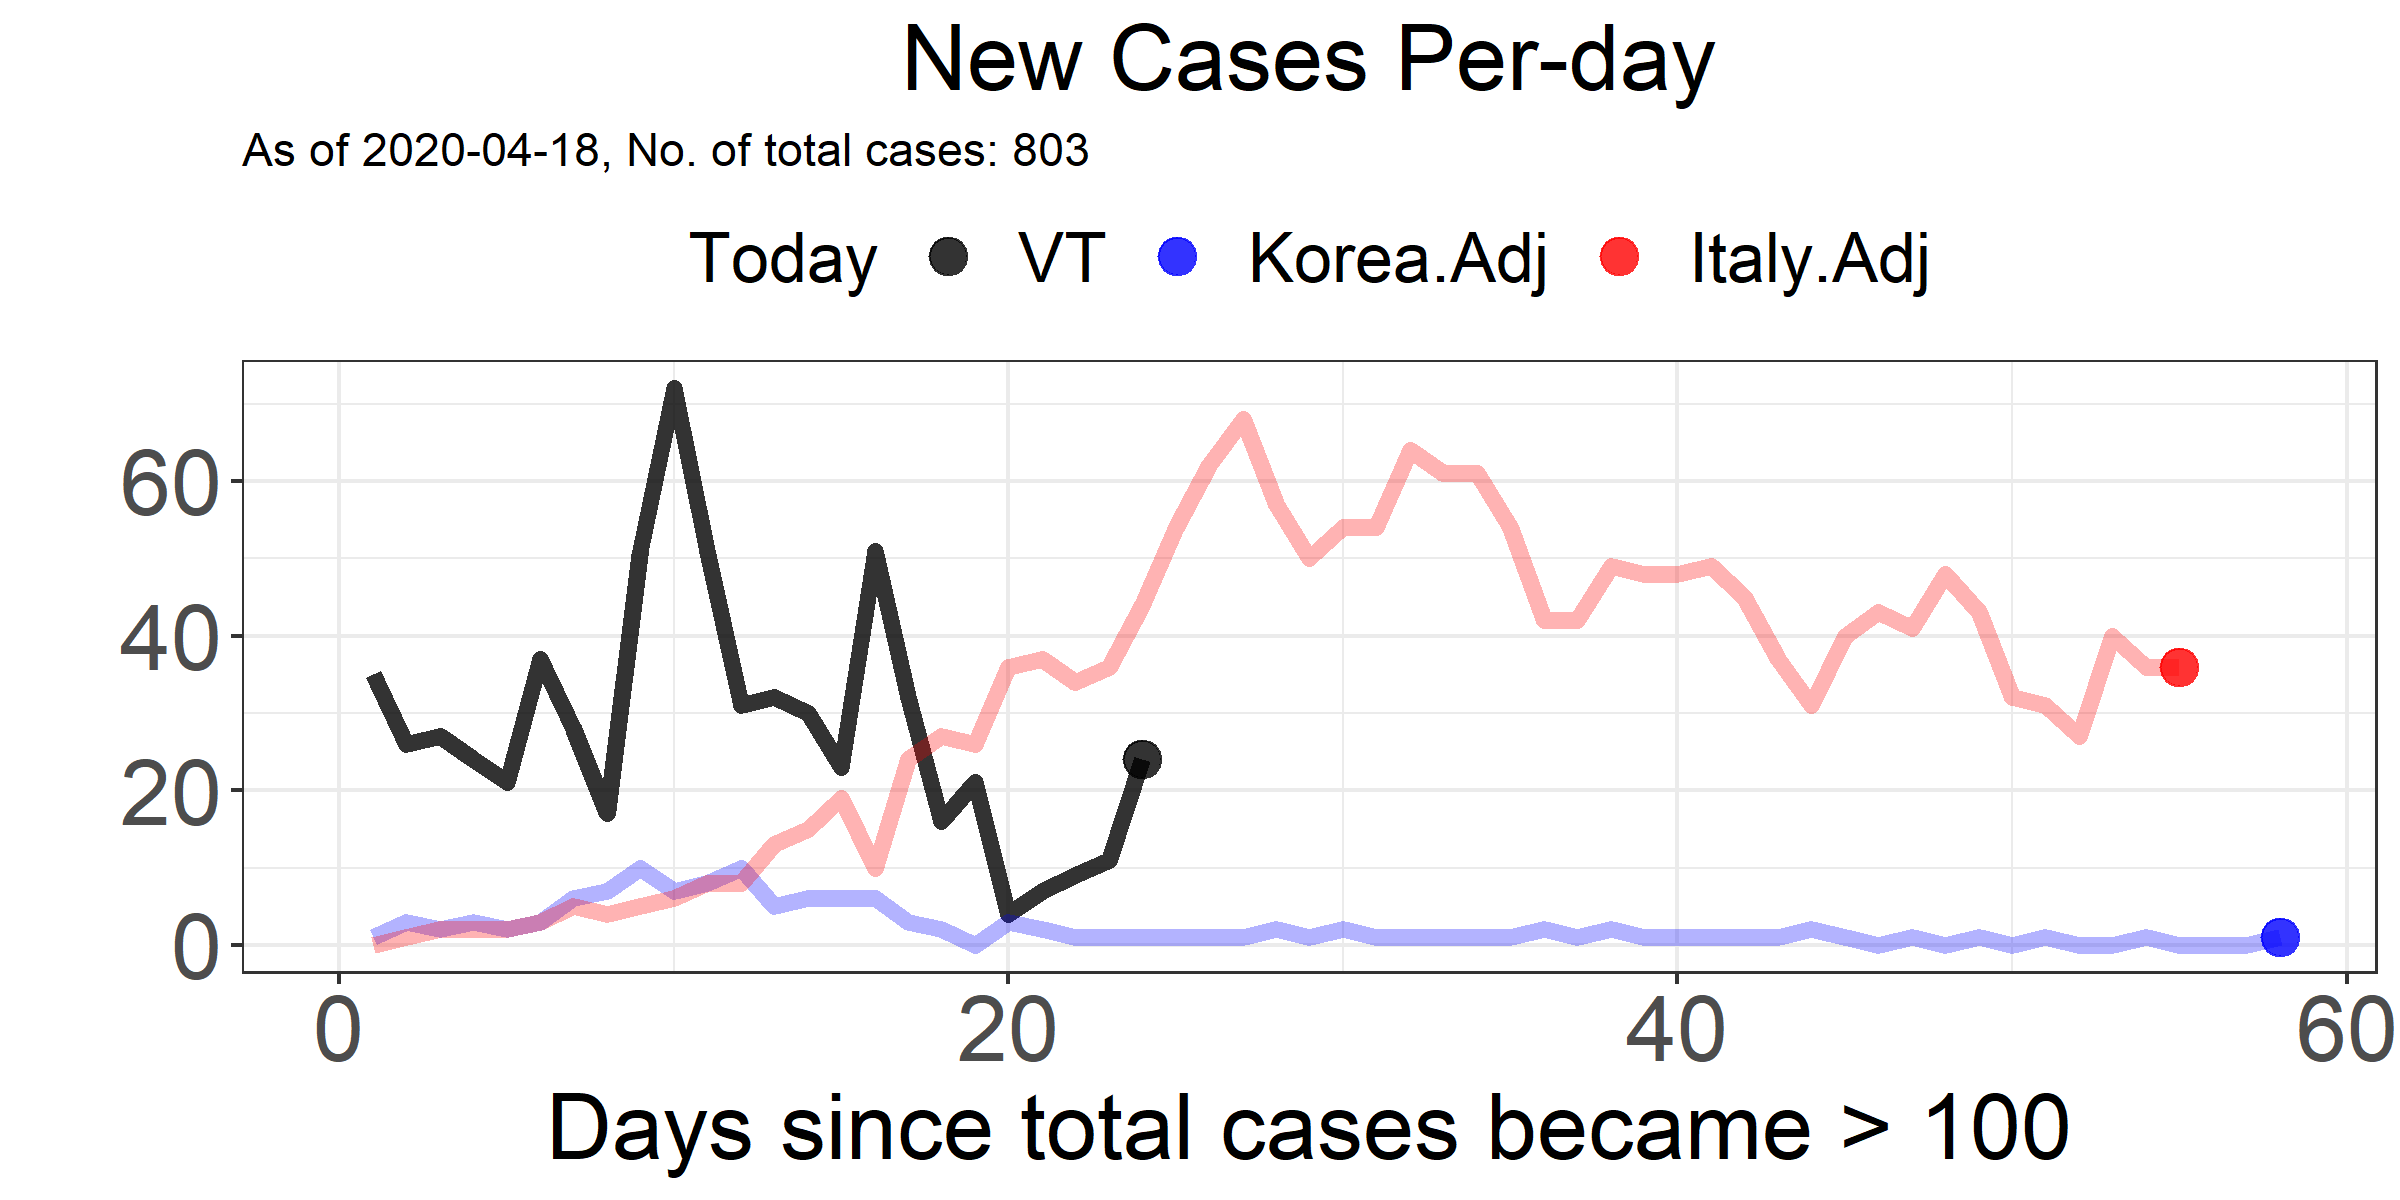 New Cases Per-day
As of 2020-04-18, No. of total cases: 803
Today VT Korea.Adj Italy.Adj
60
40
20
0
0 20 40 60
Days since total cases became > 100